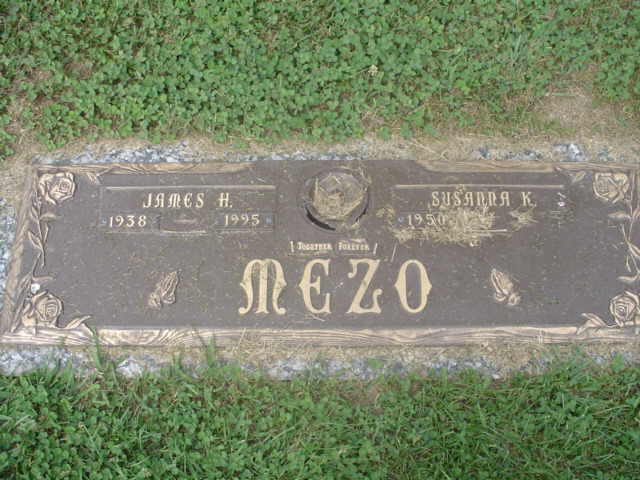 JAMES H.
1938 1995
SUSANNA K.
1950
TOGETHER FOREVER
MEZO